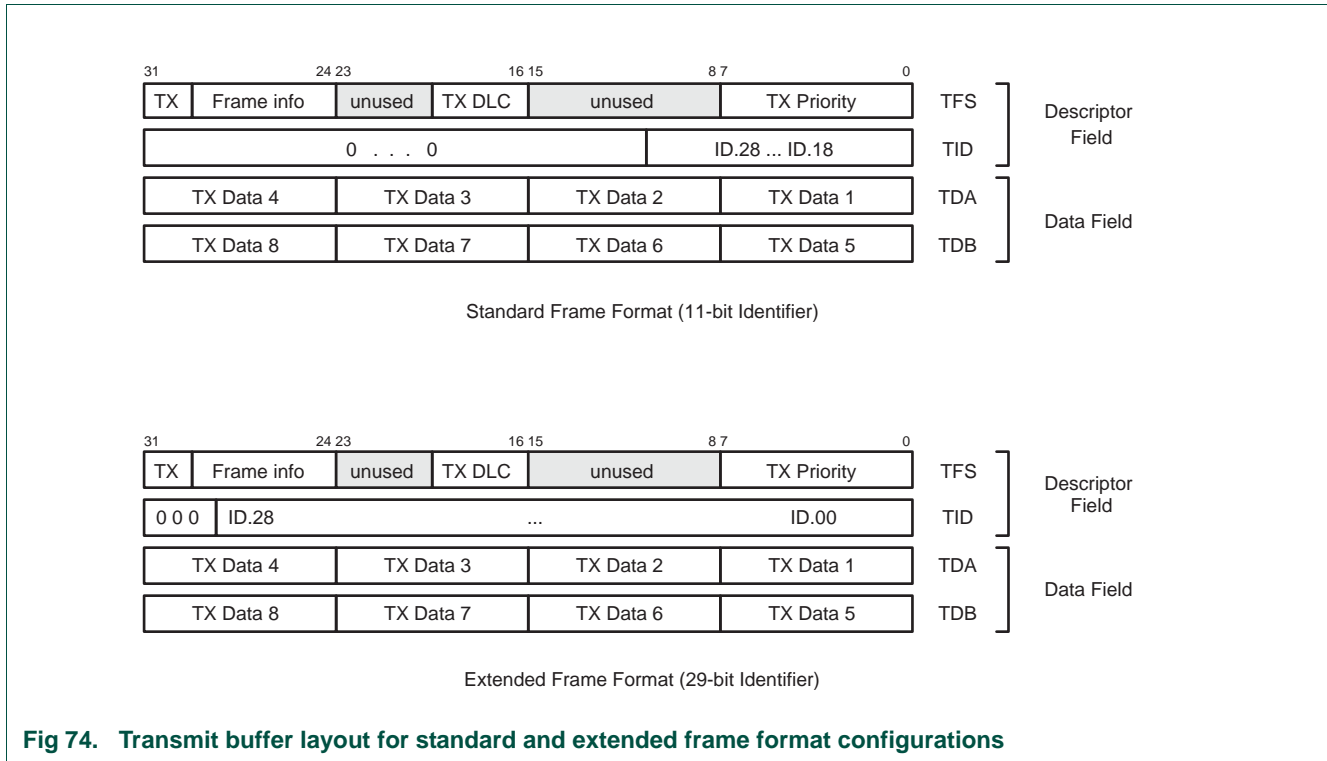 31 24 23 16 15 8 7 0
TX Frame info unused TX DLC unused TX Priority TFS
0 . . . 0 ID.28 ... ID.18 TID
Descriptor
Field
TX Data 4 TX Data 3 TX Data 2 TX Data 1 TDA
TX Data 8 TX Data 7 TX Data 6 TX Data 5 TDB
Data Field
Standard Frame Format (11-bit Identifier)
31 24 23 16 15 8 7 0
TX Frame info unused TX DLC unused TX Priority TFS
0 0 0 ID.28 ... ID.00 TID
Descriptor
Field
TX Data 4 TX Data 3 TX Data 2 TX Data 1 TDA
TX Data 8 TX Data 7 TX Data 6 TX Data 5 TDB
Data Field
Extended Frame Format (29-bit Identifier)
Fig 74. Transmit buffer layout for standard and extended frame format configurations